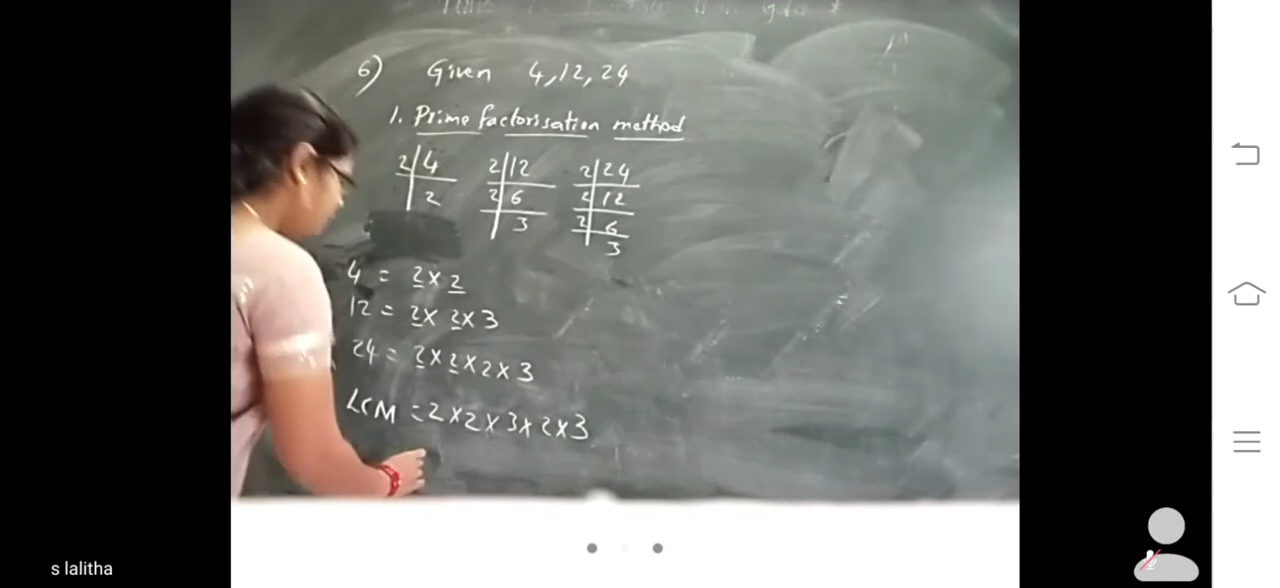 6) Given 4, 12, 24
1. Prime factorisation method
2 4 2 12 2 24
2 2 6 2 12
3 2 6
3
4 = 2 x 2
12 = 2 x 2 x 3
24 = 2 x 2 x 2 x 3
LCM = 2 x 2 x 3 x 2 x 3
s lalitha